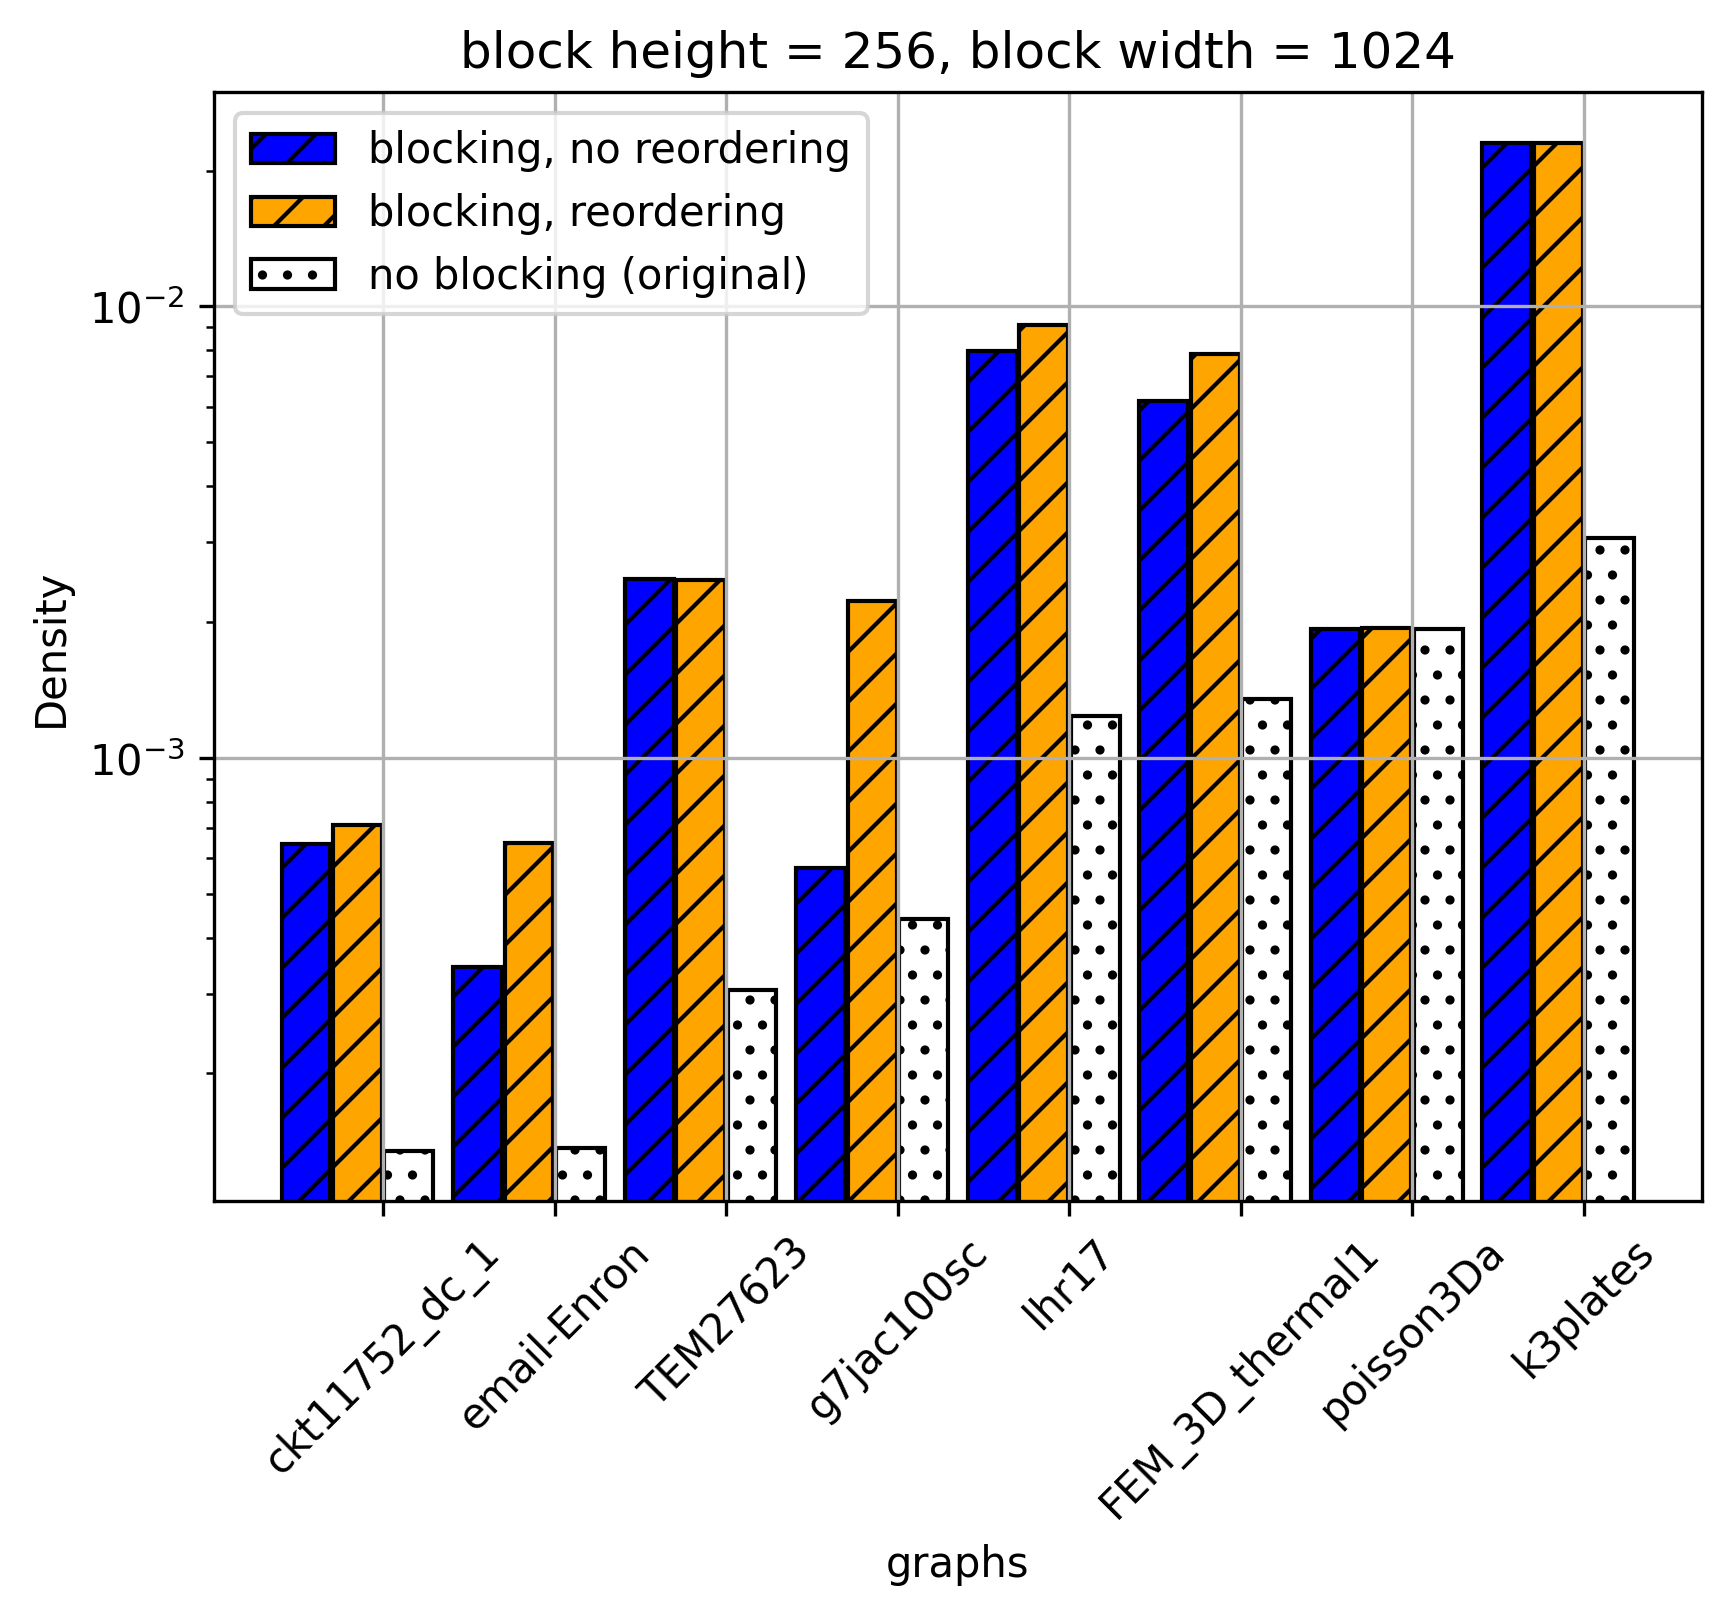 block height = 256, block width = 1024
blocking, no reordering
blocking, reordering
no blocking (original)
10⁻²
10⁻³
Density
ckt11752_dc_1
email-Enron
TEM27623
g7jac100sc
lhr17
FEM_3D_thermal1
poisson3Da
k3plates
graphs